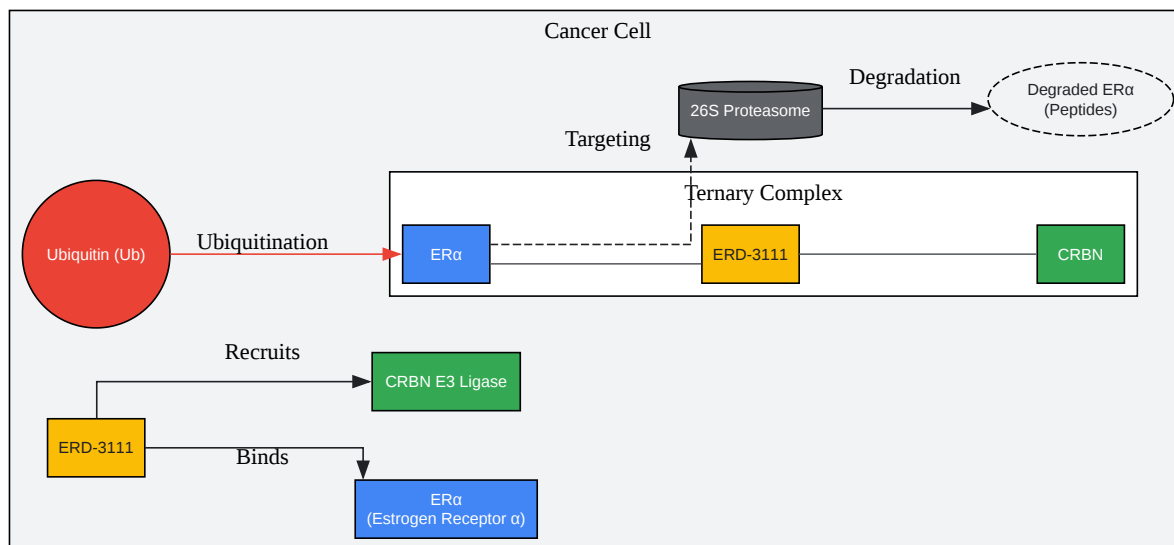 Cancer Cell
Degradation
26S Proteasome
Degraded ERα
(Peptides)
Targeting
Ternary Complex
Ubiquitin (Ub)
Ubiquitination
ERα
ERD-3111
CRBN
Recruits
CRBN E3 Ligase
ERD-3111
Binds
ERα
(Estrogen Receptor α)